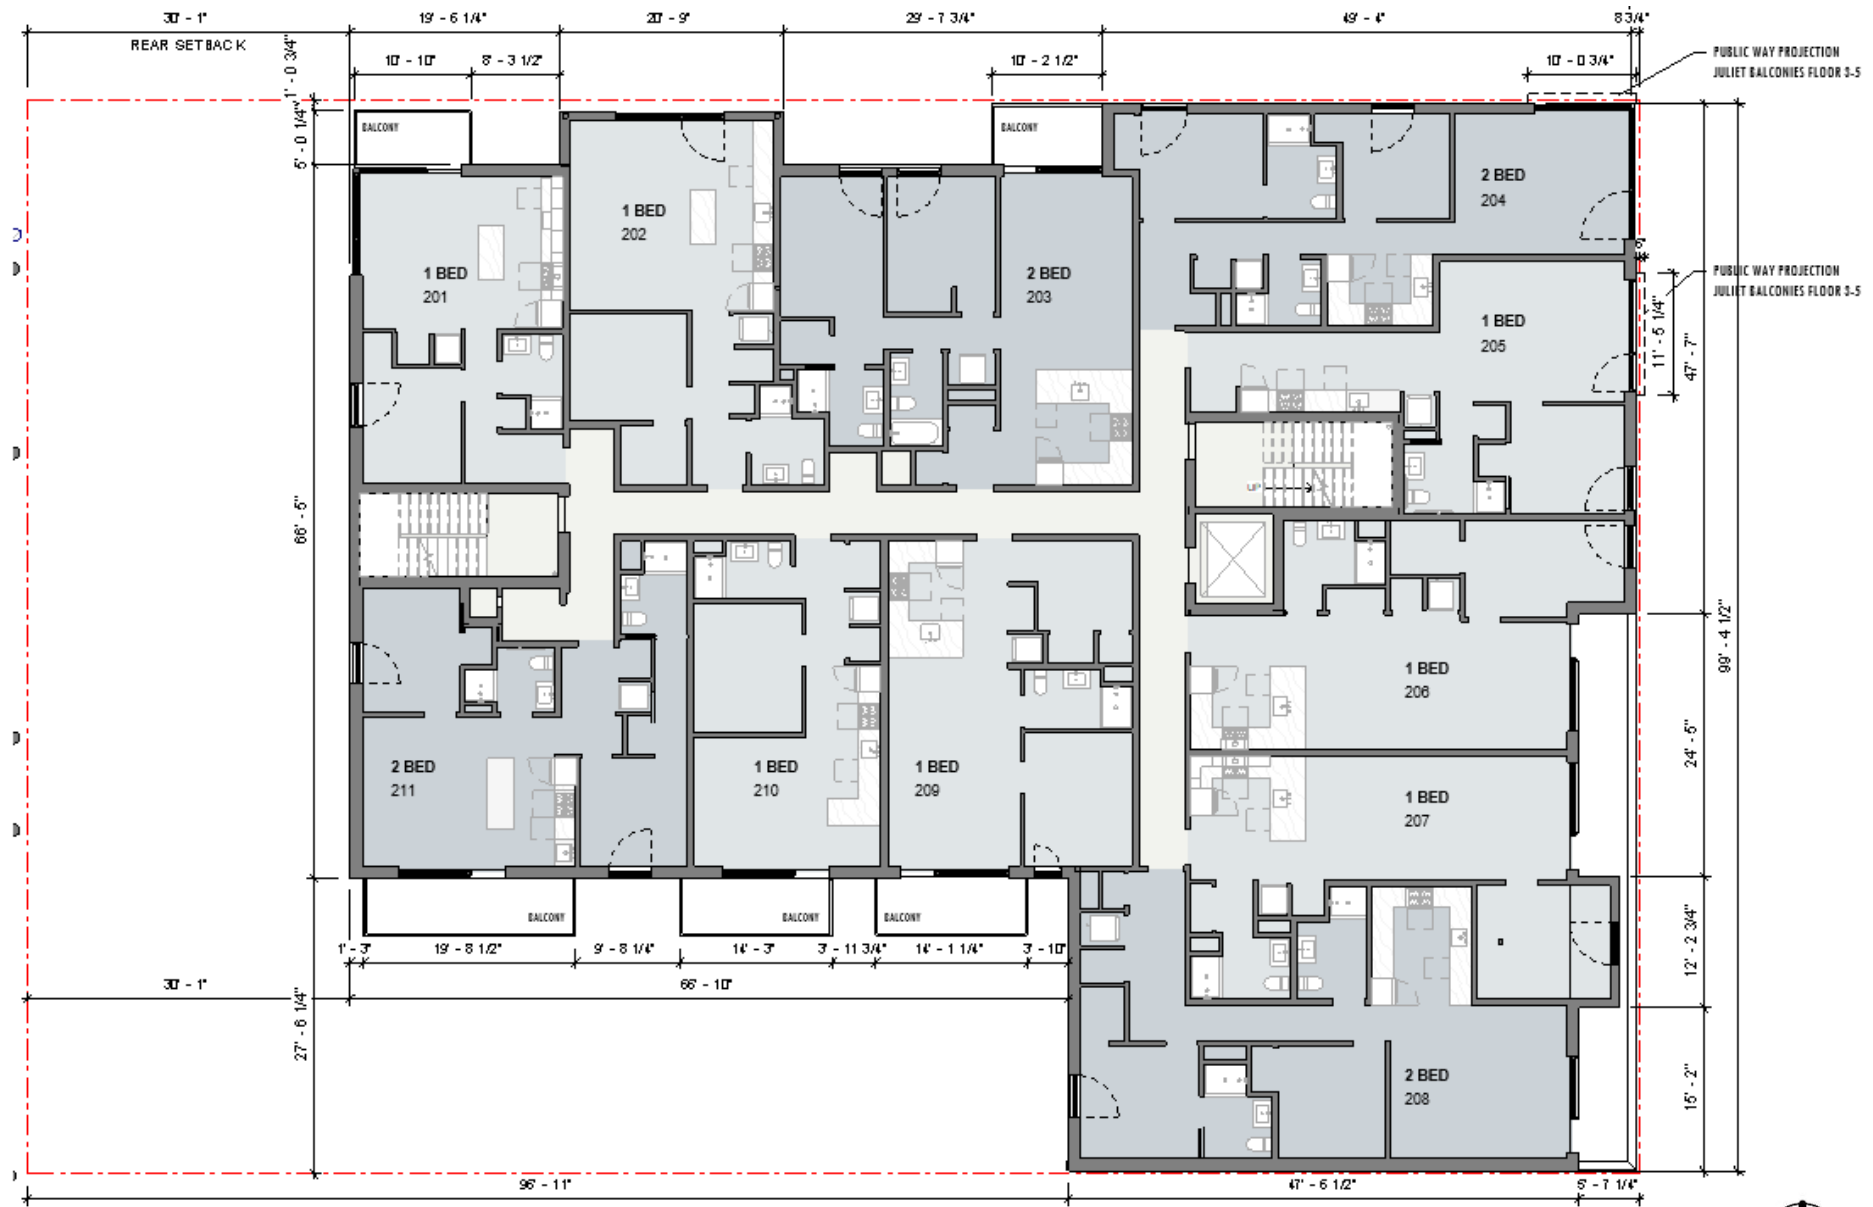 30' - 1"
19' - 6 1/4"
20' - 9"
29' - 7 3/4"
49' - 4"
8 3/4"
REAR SETBACK
10' - 10"
8' - 3 1/2"
10' - 2 1/2"
10' - 0 3/4"
PUBLIC WAY PROJECTION
JULIET BALCONIES FLOOR 3-5
1' - 0 3/4"
5' - 0 1/4"
BALCONY
BALCONY
1 BED
201
1 BED
202
2 BED
203
2 BED
204
PUBLIC WAY PROJECTION
JULIET BALCONIES FLOOR 3-5
1 BED
205
11' - 5 1/4"
47' - 7"
66' - 5"
UP
99' - 4 1/2"
1 BED
206
24' - 5"
2 BED
211
1 BED
210
1 BED
209
1 BED
207
BALCONY
BALCONY
BALCONY
1' - 3"
19' - 8 1/2"
9' - 8 1/4"
14' - 3"
3' - 11 3/4"
14' - 1 1/4"
3' - 10"
12' - 2 3/4"
30' - 1"
66' - 10"
27' - 6 1/4"
2 BED
208
15' - 2"
96' - 11"
47' - 6 1/2"
5' - 7 1/4"